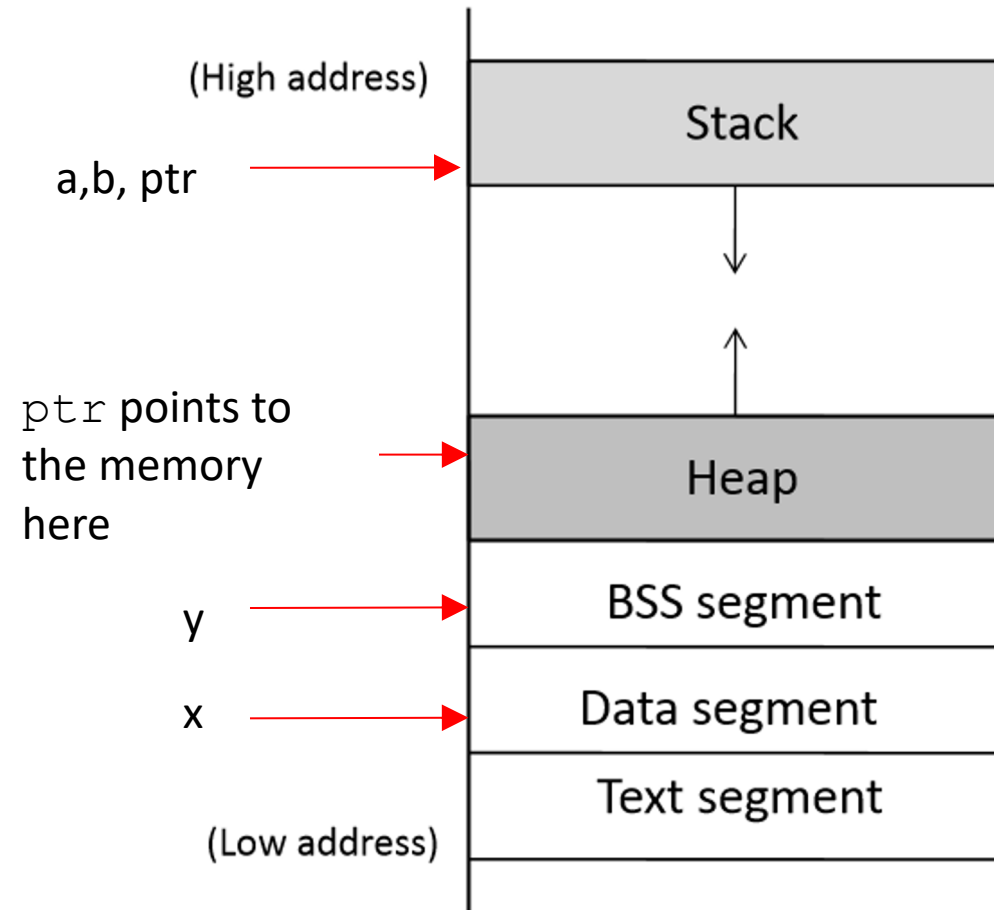 (High address)
Stack
a,b, ptr
ptr points to
the memory
here
Heap
y
BSS segment
x
Data segment
Text segment
(Low address)